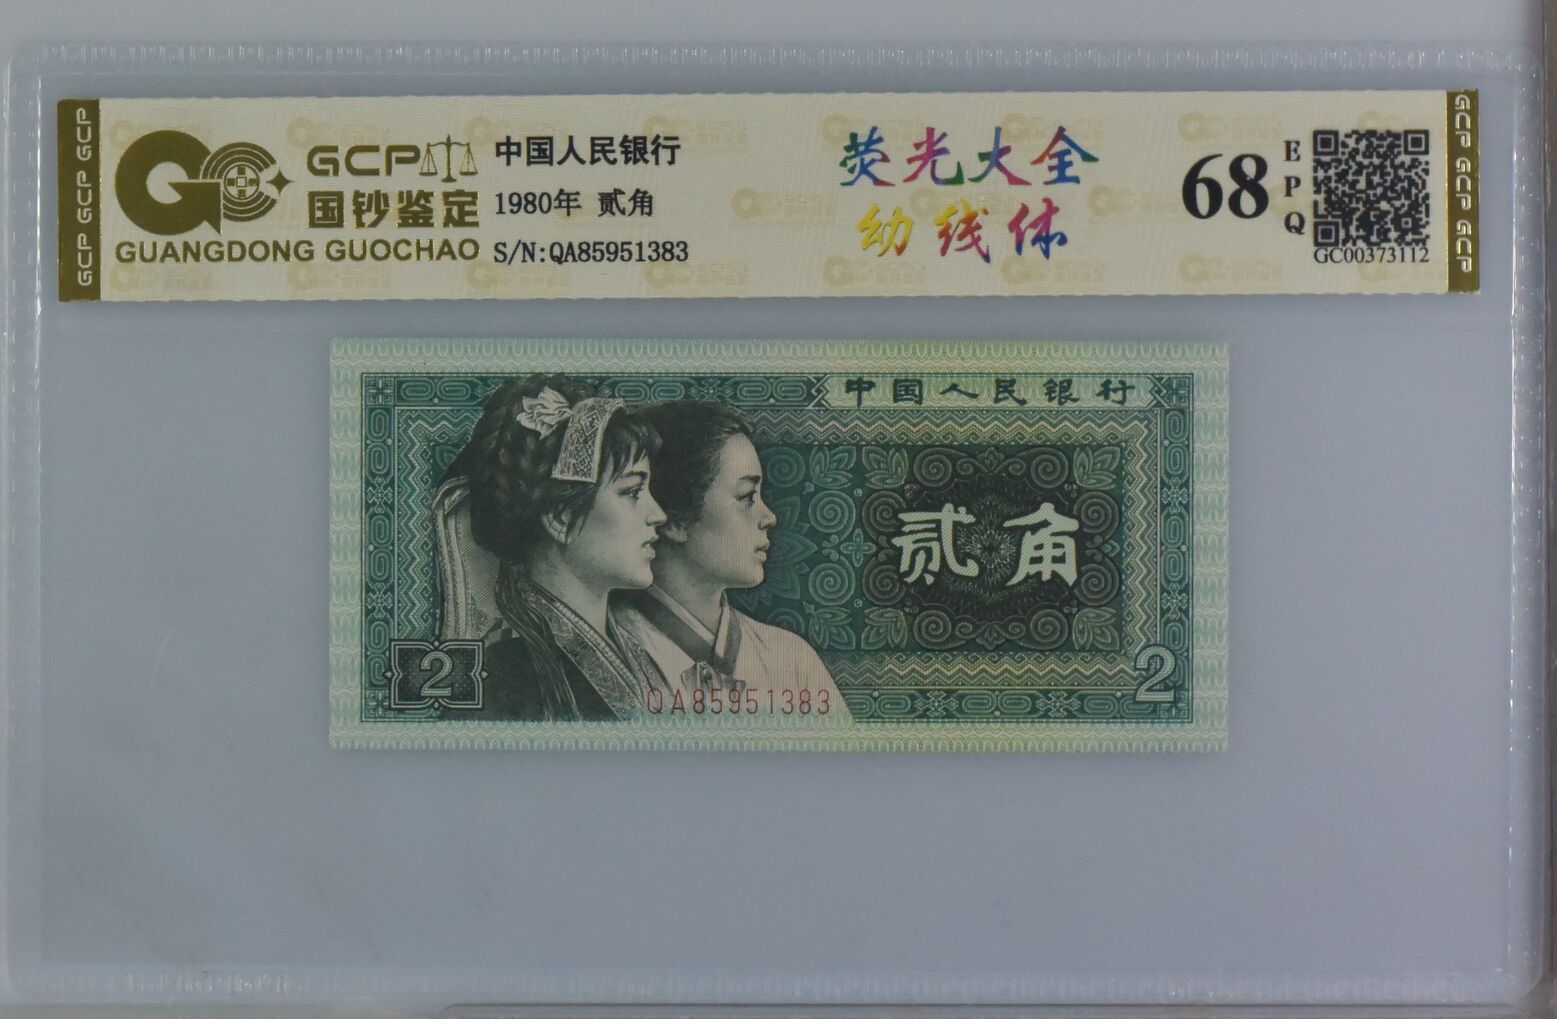 GCP GCP GCP
GCP
国钞鉴定
GUANGDONG GUOCHAO
中国人民银行
1980年 贰角
S/N:QA85951383
荧光大全
幼线体
68
EPQ
GC00373112
GCP GCP GCP
中国人民银行
贰角
2
QA85951383
2